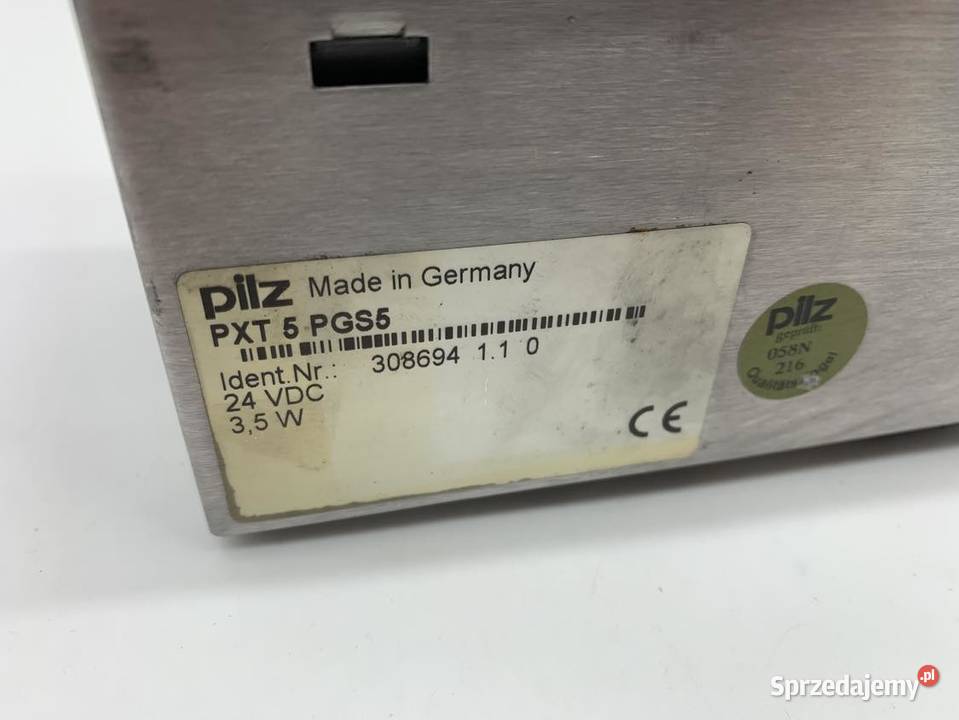 pilz Made in Germany
PXT 5 PGS5
Ident.Nr.: 308694 1.1 0
24 VDC
3,5 W
CE
pilz
geprüft:
058N
216
Qualitätssiegel
Sprzedajemy.pl